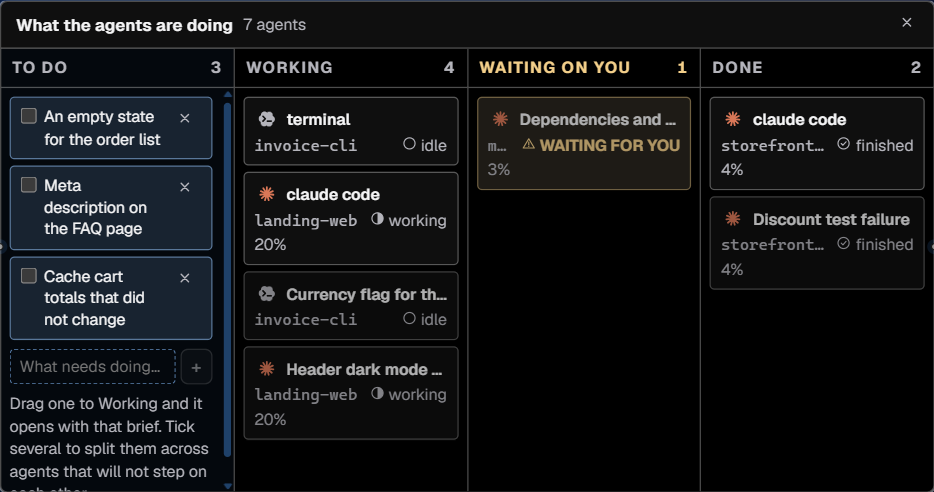 What the agents are doing 7 agents
TO DO 3
An empty state
for the order list
Meta
description on
the FAQ page
Cache cart
totals that did
not change
What needs doing...
Drag one to Working and it
opens with that brief. Tick
several to split them across
agents that will not step on
each other.
WORKING 4
terminal
invoice-cli idle
claude code
landing-web working
20%
Currency flag for th...
invoice-cli idle
Header dark mode ...
landing-web working
20%
WAITING ON YOU 1
Dependencies and ...
m... WAITING FOR YOU
3%
DONE 2
claude code
storefront... finished
4%
Discount test failure
storefront... finished
4%